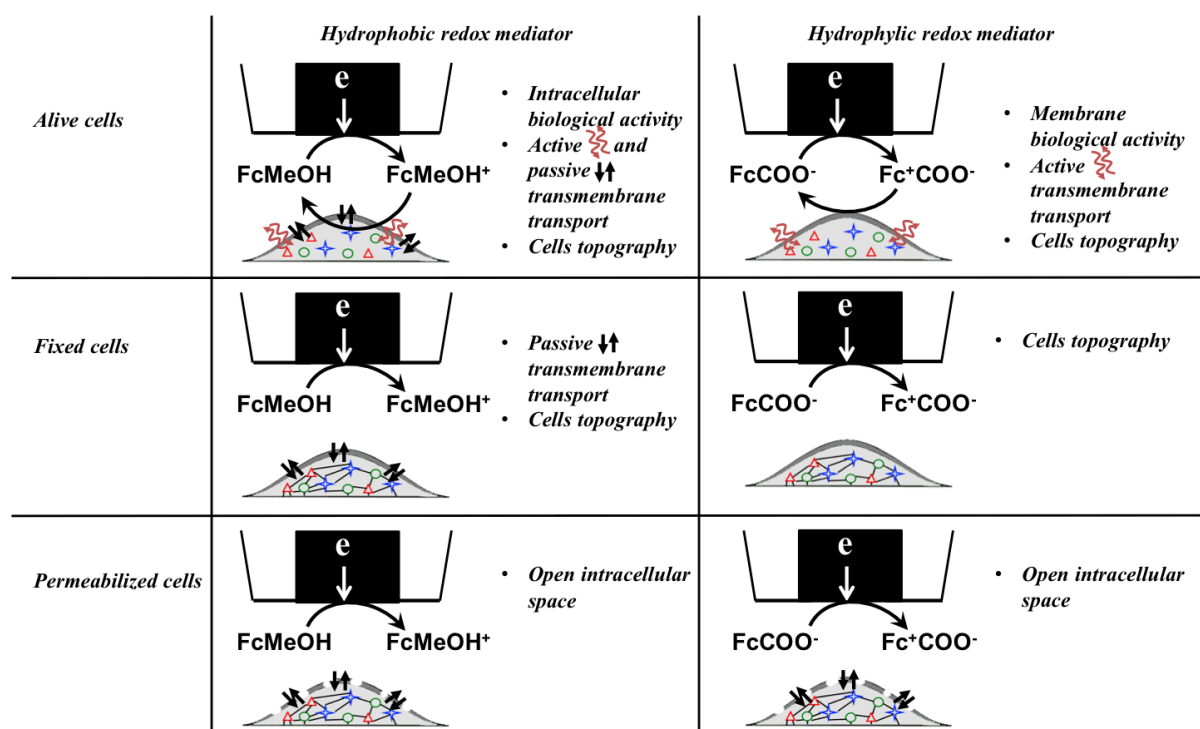 Hydrophobic redox mediator
Hydrophylic redox mediator
Alive cells
e
FcMeOH
FcMeOH⁺
• Intracellular
biological activity
• Active and
passive
transmembrane
transport
• Cells topography
e
FcCOO⁻
Fc⁺COO⁻
• Membrane
biological activity
• Active
transmembrane
transport
• Cells topography
Fixed cells
e
FcMeOH
FcMeOH⁺
• Passive
transmembrane
transport
• Cells topography
e
FcCOO⁻
Fc⁺COO⁻
• Cells topography
Permeabilized cells
e
FcMeOH
FcMeOH⁺
• Open intracellular
space
e
FcCOO⁻
Fc⁺COO⁻
• Open intracellular
space